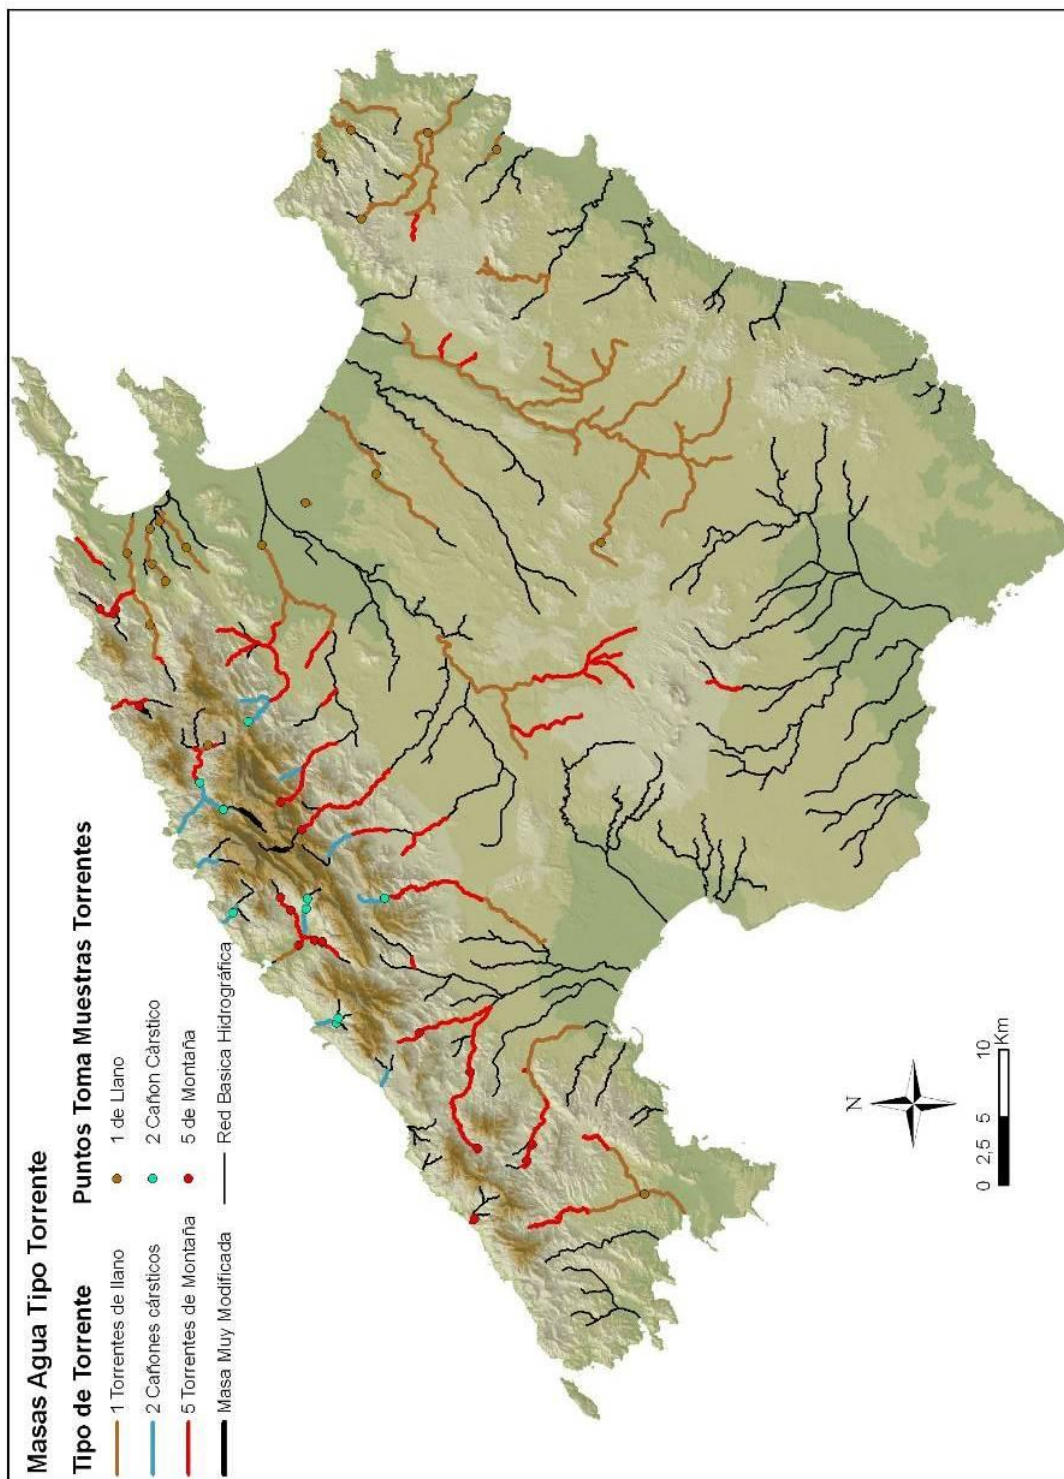 Masas Agua Tipo Torrente
Tipo de Torrente
1 Torrentes de llano
2 Cañones cársticos
5 Torrentes de Montaña
Masa Muy Modificada
Puntos Toma Muestras Torrentes
1 de Llano
2 Cañon Càrstico
5 de Montaña
Red Basica Hidrográfica
N
0 2,5 5 10
Km